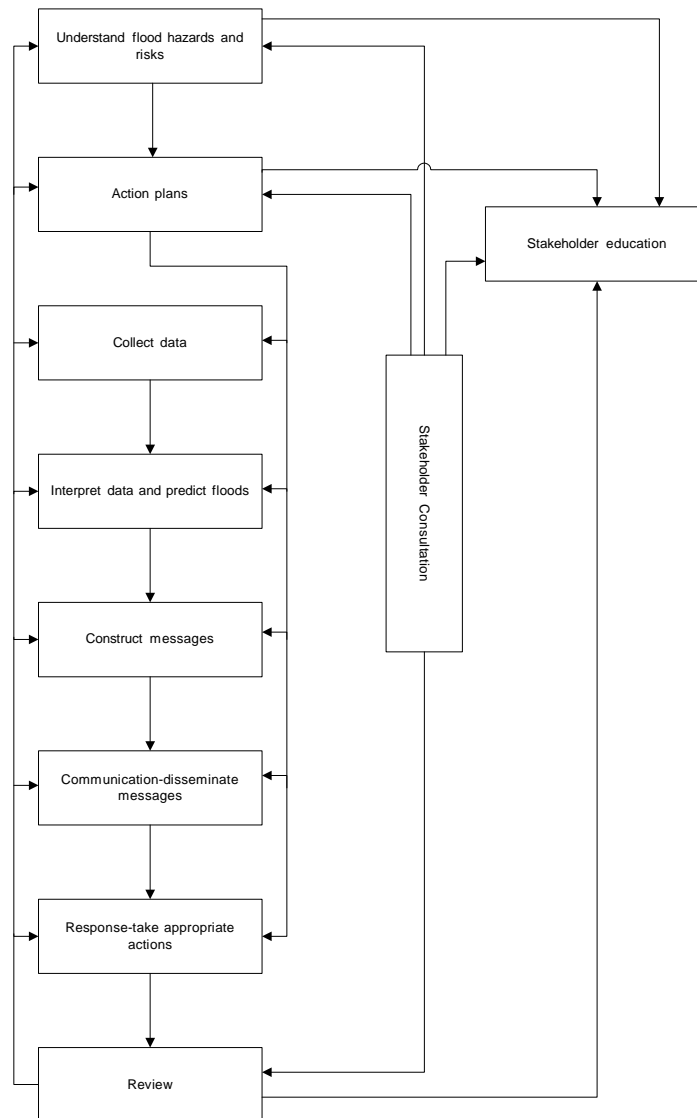 Understand flood hazards and
risks
Action plans
Stakeholder education
Collect data
Stakeholder Consultation
Interpret data and predict floods
Construct messages
Communication-disseminate
messages
Response-take appropriate
actions
Review